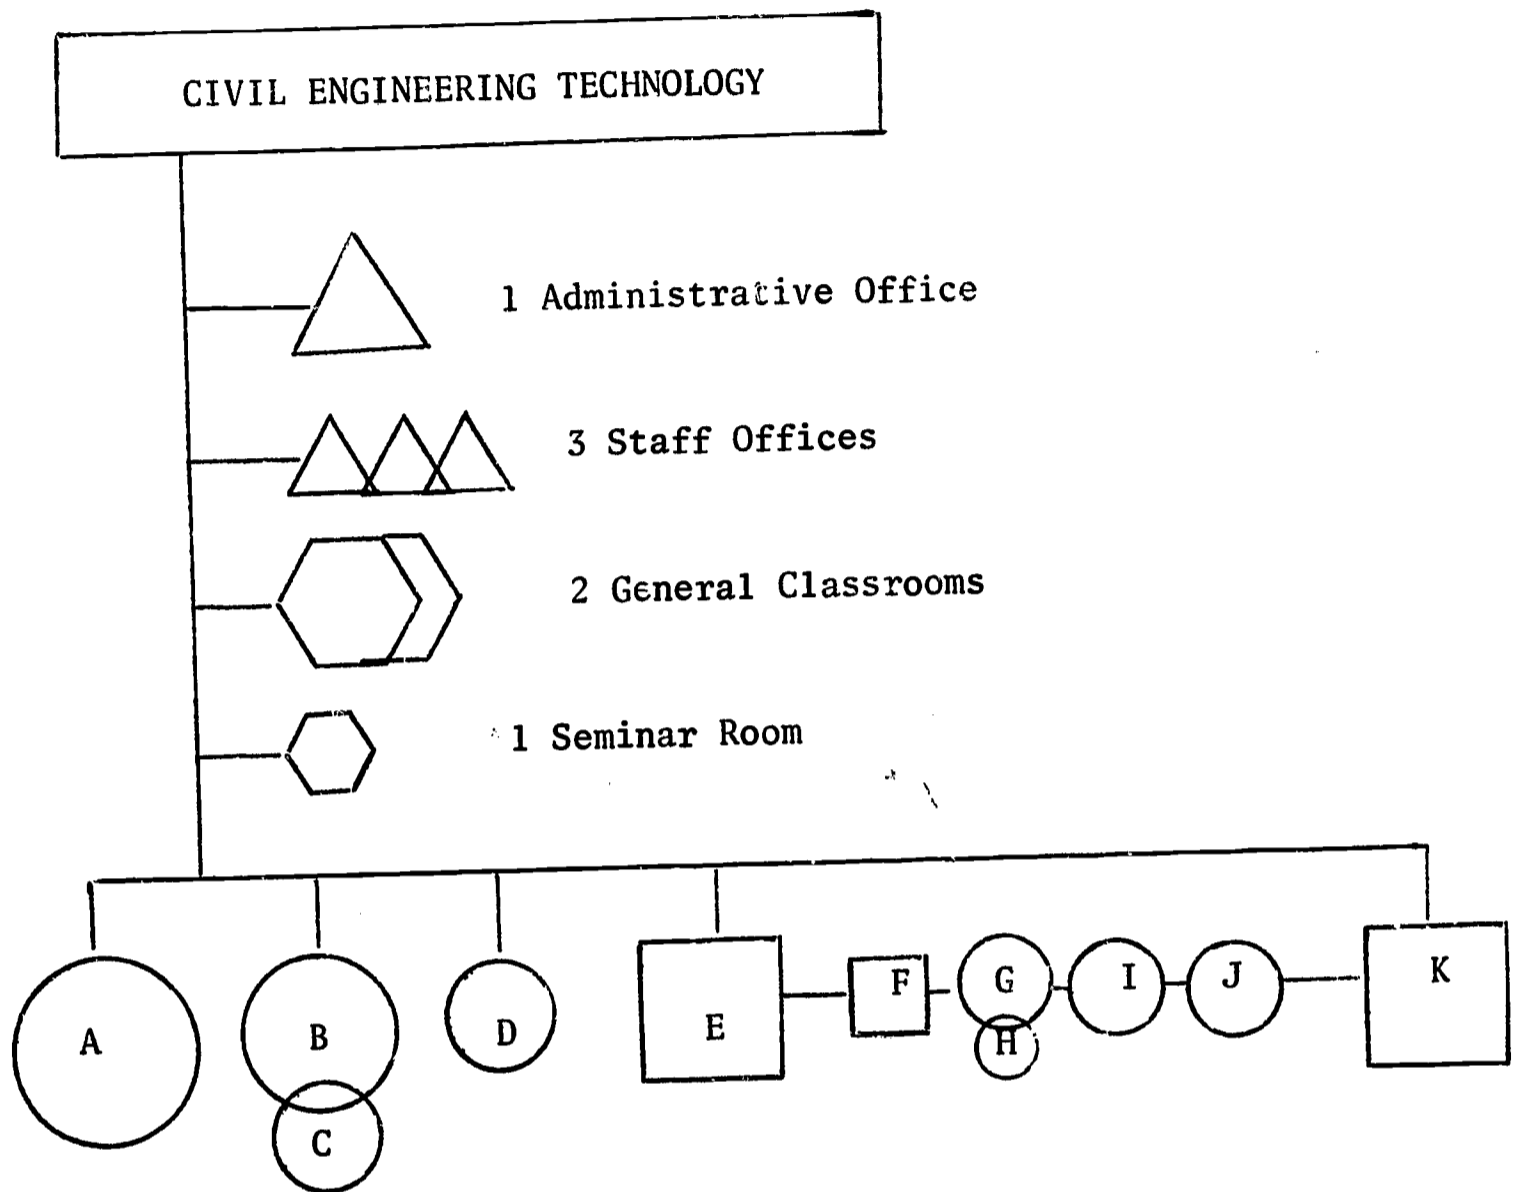 CIVIL ENGINEERING TECHNOLOGY
1 Administrative Office
3 Staff Offices
2 General Classrooms
1 Seminar Room
A
B
C
D
E
F
G
H
I
J
K